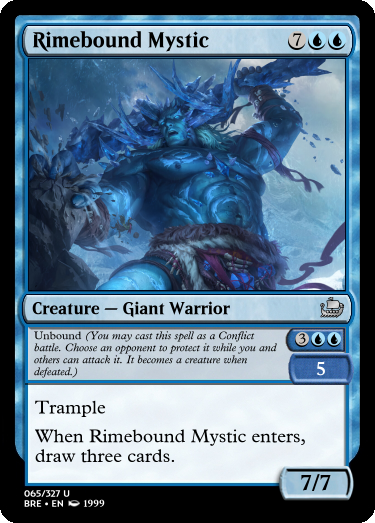 Rimebound Mystic 7
Creature — Giant Warrior
Unbound (You may cast this spell as a Conflict
battle. Choose an opponent to protect it while you and
others can attack it. It becomes a creature when
defeated.)
3
5
Trample
When Rimebound Mystic enters,
draw three cards.
7/7
065/327 U
BRE • EN 1999